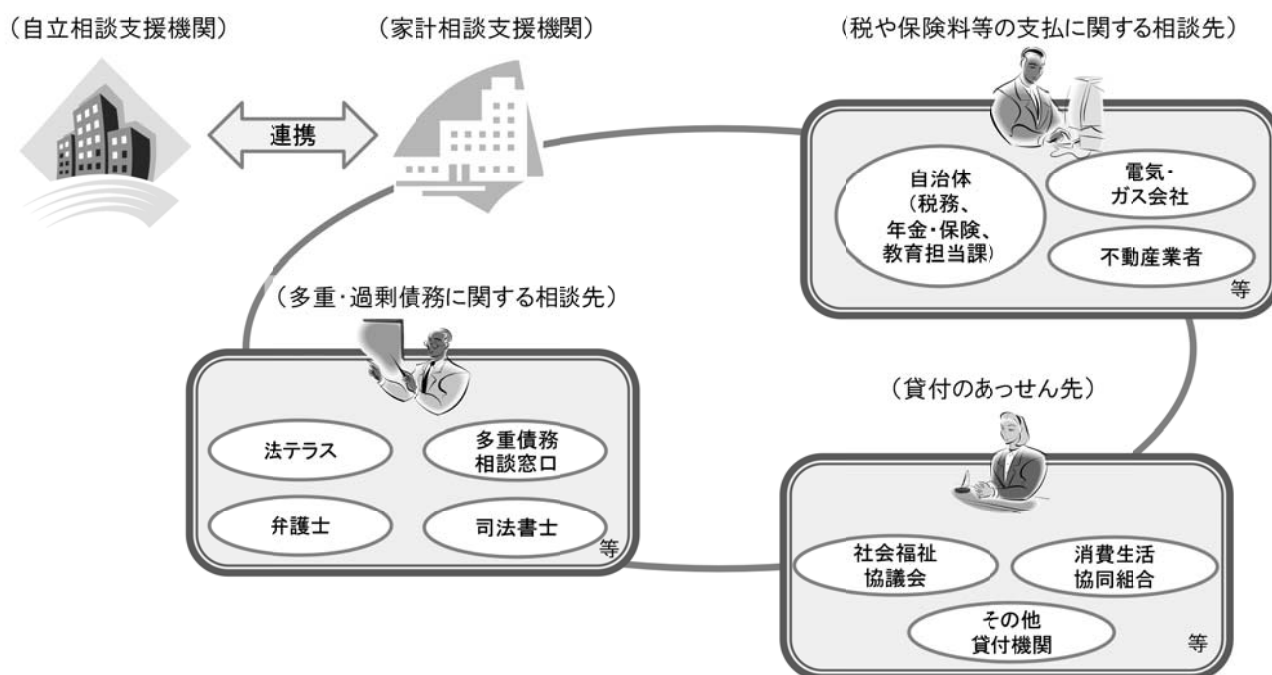 （自立相談支援機関）
（家計相談支援機関）
（税や保険料等の支払に関する相談先）
連携
自治体
（税務、
年金・保険、
教育担当課）
電気・
ガス会社
不動産業者
等
（多重・過剰債務に関する相談先）
法テラス
多重債務
相談窓口
弁護士
司法書士
等
（貸付のあっせん先）
社会福祉
協議会
消費生活
協同組合
その他
貸付機関
等